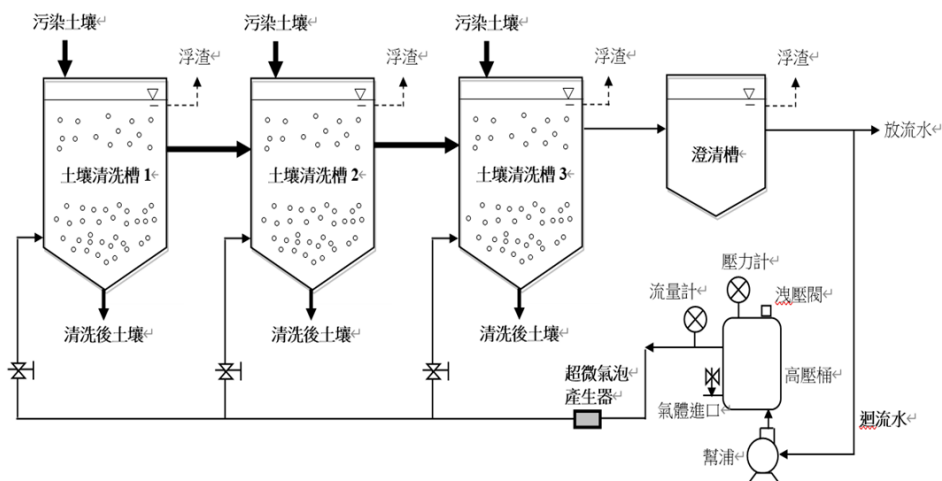 污染土壤
污染土壤
污染土壤
浮渣
浮渣
浮渣
浮渣
放流水
土壤清洗槽 1
土壤清洗槽 2
土壤清洗槽 3
澄清槽
壓力計
流量計
洩壓閥
清洗後土壤
清洗後土壤
清洗後土壤
超微氣泡
產生器
高壓桶
氣體進口
迴流水
幫浦